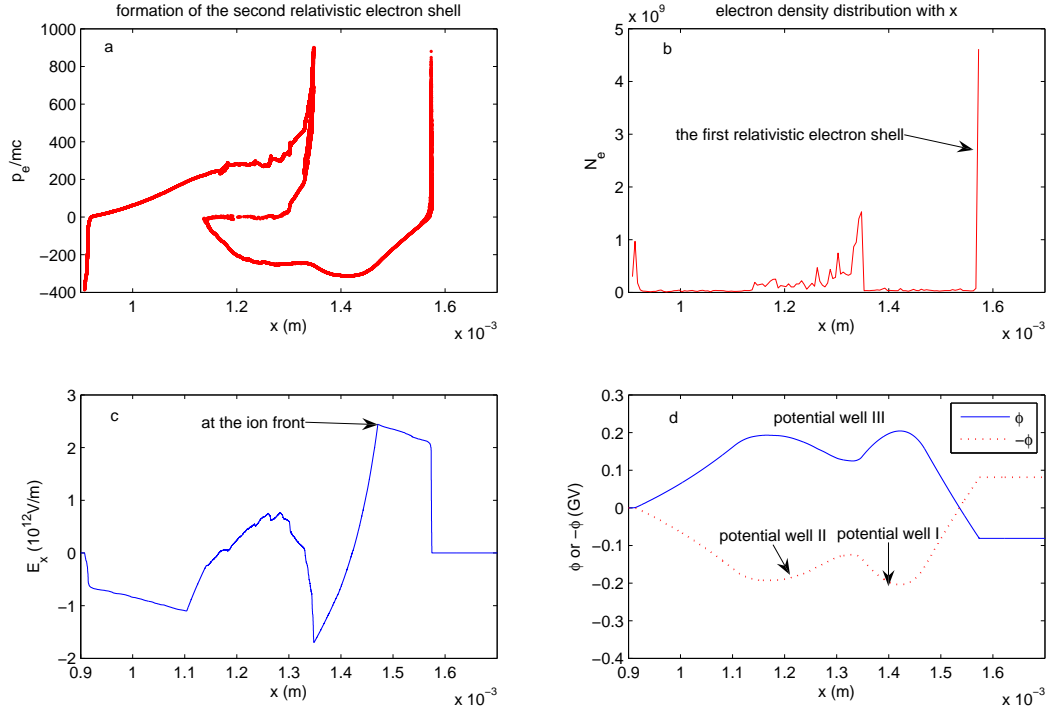 formation of the second relativistic electron shell
a
1000
800
600
400
200
0
−200
−400
p_e/mc
1
1.2
1.4
1.6
x (m)
x 10⁻³
electron density distribution with x
x 10⁹
b
5
4
3
2
1
0
N_e
the first relativistic electron shell
1
1.2
1.4
1.6
x (m)
x 10⁻³
c
3
2
1
0
−1
−2
E_x (10¹²V/m)
at the ion front
0.9
1
1.1
1.2
1.3
1.4
1.5
1.6
x (m)
x 10⁻³
d
0.3
0.2
0.1
0
−0.1
−0.2
−0.3
−0.4
ϕ or −ϕ (GV)
potential well III
ϕ
−ϕ
potential well II
potential well I
0.9
1
1.1
1.2
1.3
1.4
1.5
1.6
x (m)
x 10⁻³